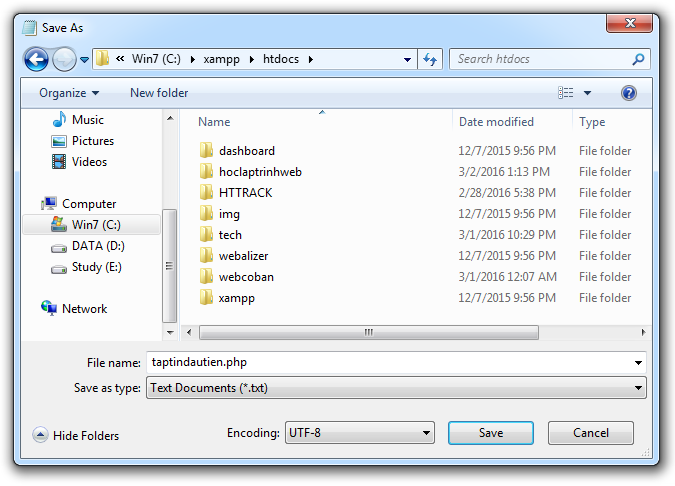 Save As
« Win7 (C:) xampp htdocs Search htdocs
Organize New folder
Music
Pictures
Videos
Computer
Win7 (C:)
DATA (D:)
Study (E:)
Network
Name Date modified Type
dashboard 12/7/2015 9:56 PM File folder
hoclaptrinhweb 3/2/2016 1:13 PM File folder
HTTRACK 2/28/2016 5:38 PM File folder
img 12/7/2015 9:56 PM File folder
tech 3/1/2016 10:29 PM File folder
webalizer 12/7/2015 9:56 PM File folder
webcoban 3/1/2016 12:07 AM File folder
xampp 12/7/2015 9:56 PM File folder
File name: taptindautien.php
Save as type: Text Documents (*.txt)
Hide Folders Encoding: UTF-8 Save Cancel